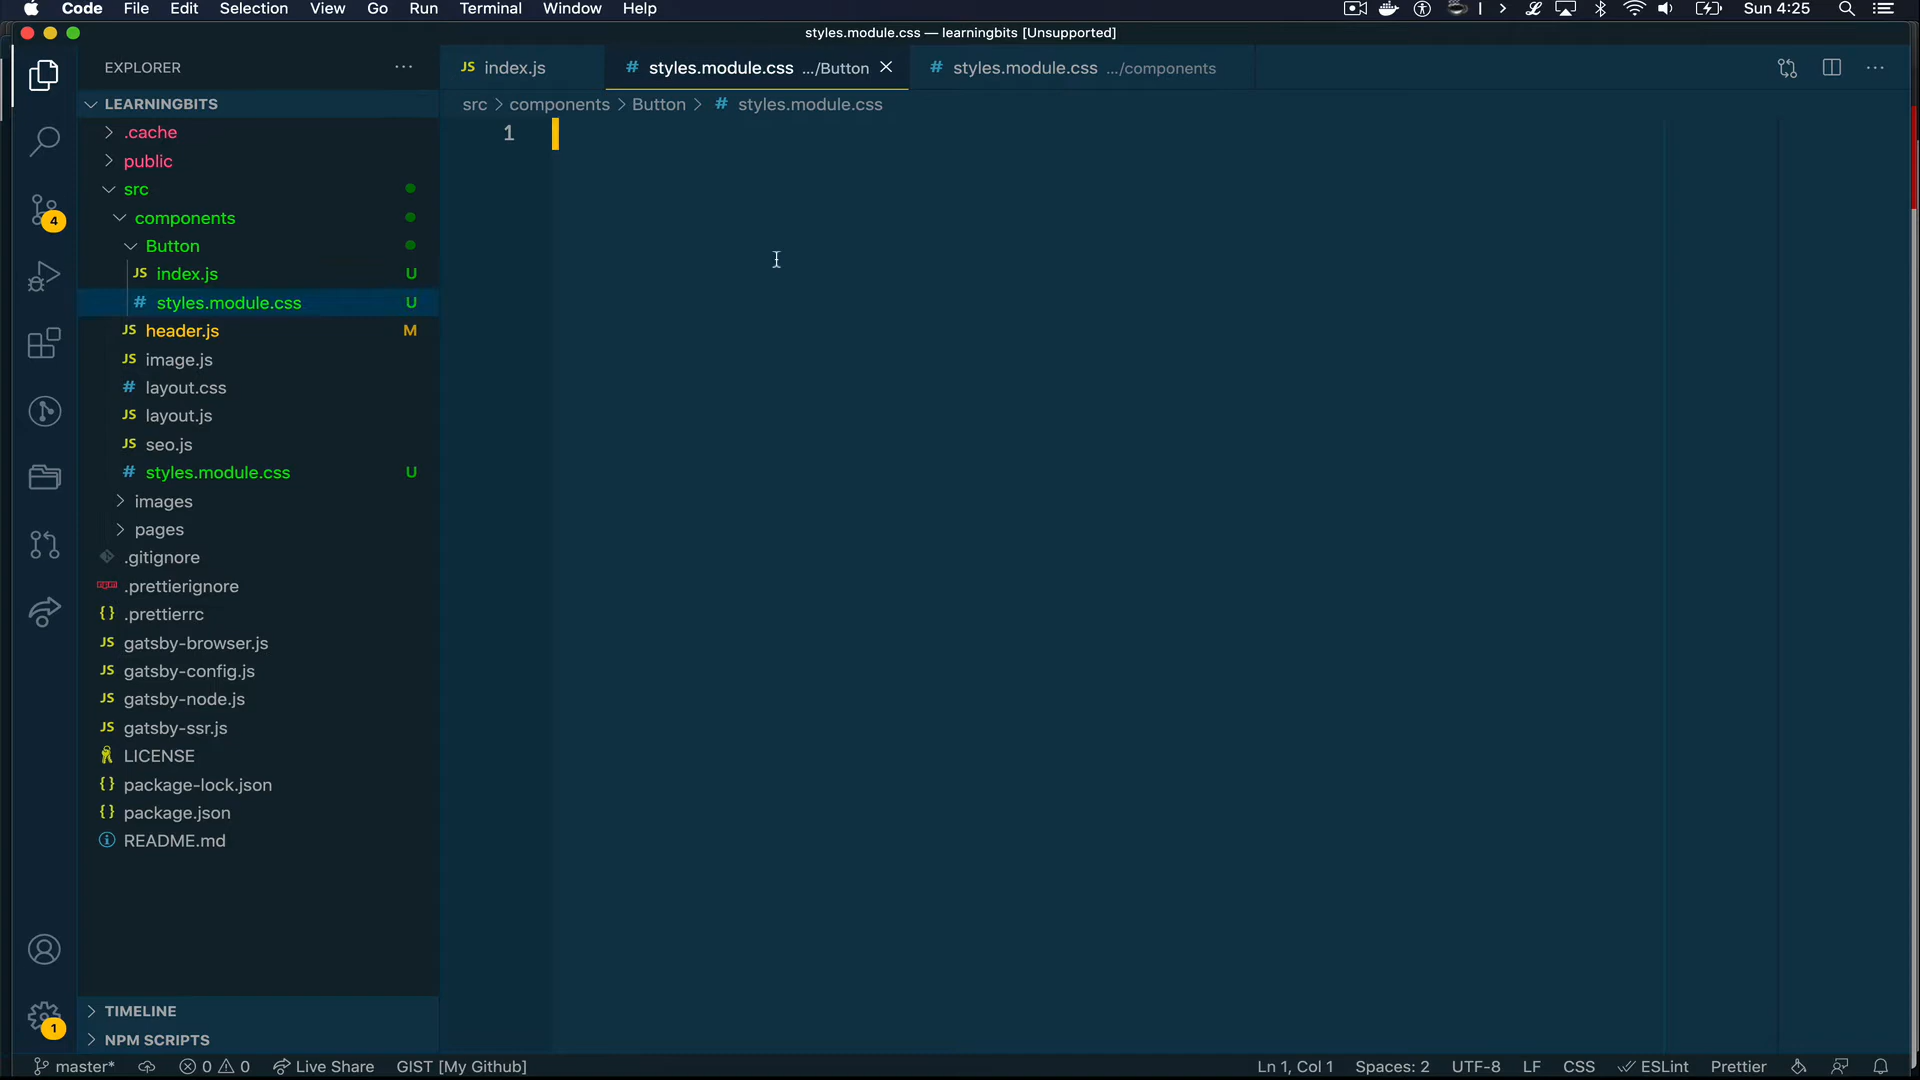 Code File Edit Selection View Go Run Terminal Window Help Sun 4:25
styles.module.css — learningbits [Unsupported]
EXPLORER ...
JS index.js # styles.module.css .../Button # styles.module.css .../components
src > components > Button > # styles.module.css
LEARNINGBITS
1
.cache
public
src
components
Button
JS index.js U
# styles.module.css U
JS header.js M
JS image.js
# layout.css
JS layout.js
JS seo.js
# styles.module.css U
images
pages
.gitignore
.prettierignore
{ } .prettierrc
JS gatsby-browser.js
JS gatsby-config.js
JS gatsby-node.js
JS gatsby-ssr.js
LICENSE
{ } package-lock.json
{ } package.json
README.md
4
1
TIMELINE
NPM SCRIPTS
master* 0 0 Live Share GIST [My Github] Ln 1, Col 1 Spaces: 2 UTF-8 LF CSS ESLint Prettier